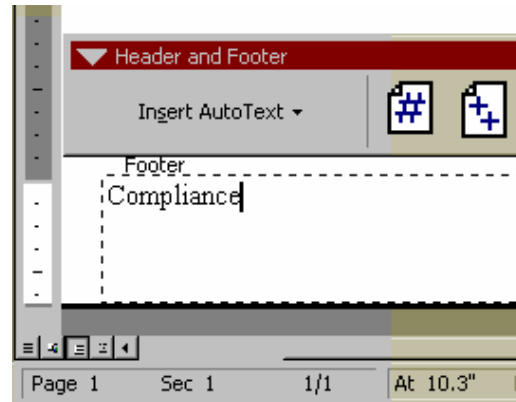 Header and Footer
Insert AutoText
Footer
Compliance
Page 1 Sec 1 1/1 At 10.3"